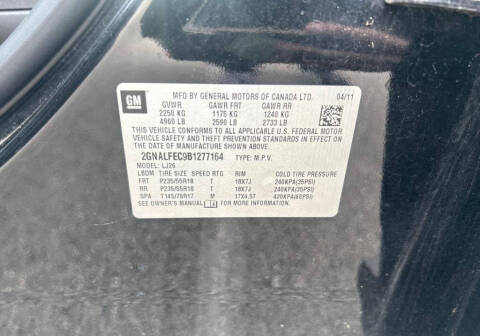 GM
MFD BY GENERAL MOTORS OF CANADA LTD. 04/11
GVWR GAWR FRT GAWR RR
2250 KG 1175 KG 1240 KG
4960 LB 2590 LB 2733 LB
THIS VEHICLE CONFORMS TO ALL APPLICABLE U.S. FEDERAL MOTOR
VEHICLE SAFETY AND THEFT PREVENTION STANDARDS IN EFFECT ON
THE DATE OF MANUFACTURE SHOWN ABOVE.
2GNALFEC9B1277164 TYPE: M.P.V.
MODEL: LJ26
TIRE SIZE SPEED RTG RIM COLD TIRE PRESSURE
FRT P235/55R18 T 18X7J 240KPA(35PSI)
RR P235/55R18 T 18X7J 240KPA(35PSI)
SPA T145/70R17 M 17X4.5T 420KPA(60PSI)
SEE OWNER'S MANUAL FOR MORE INFORMATION.